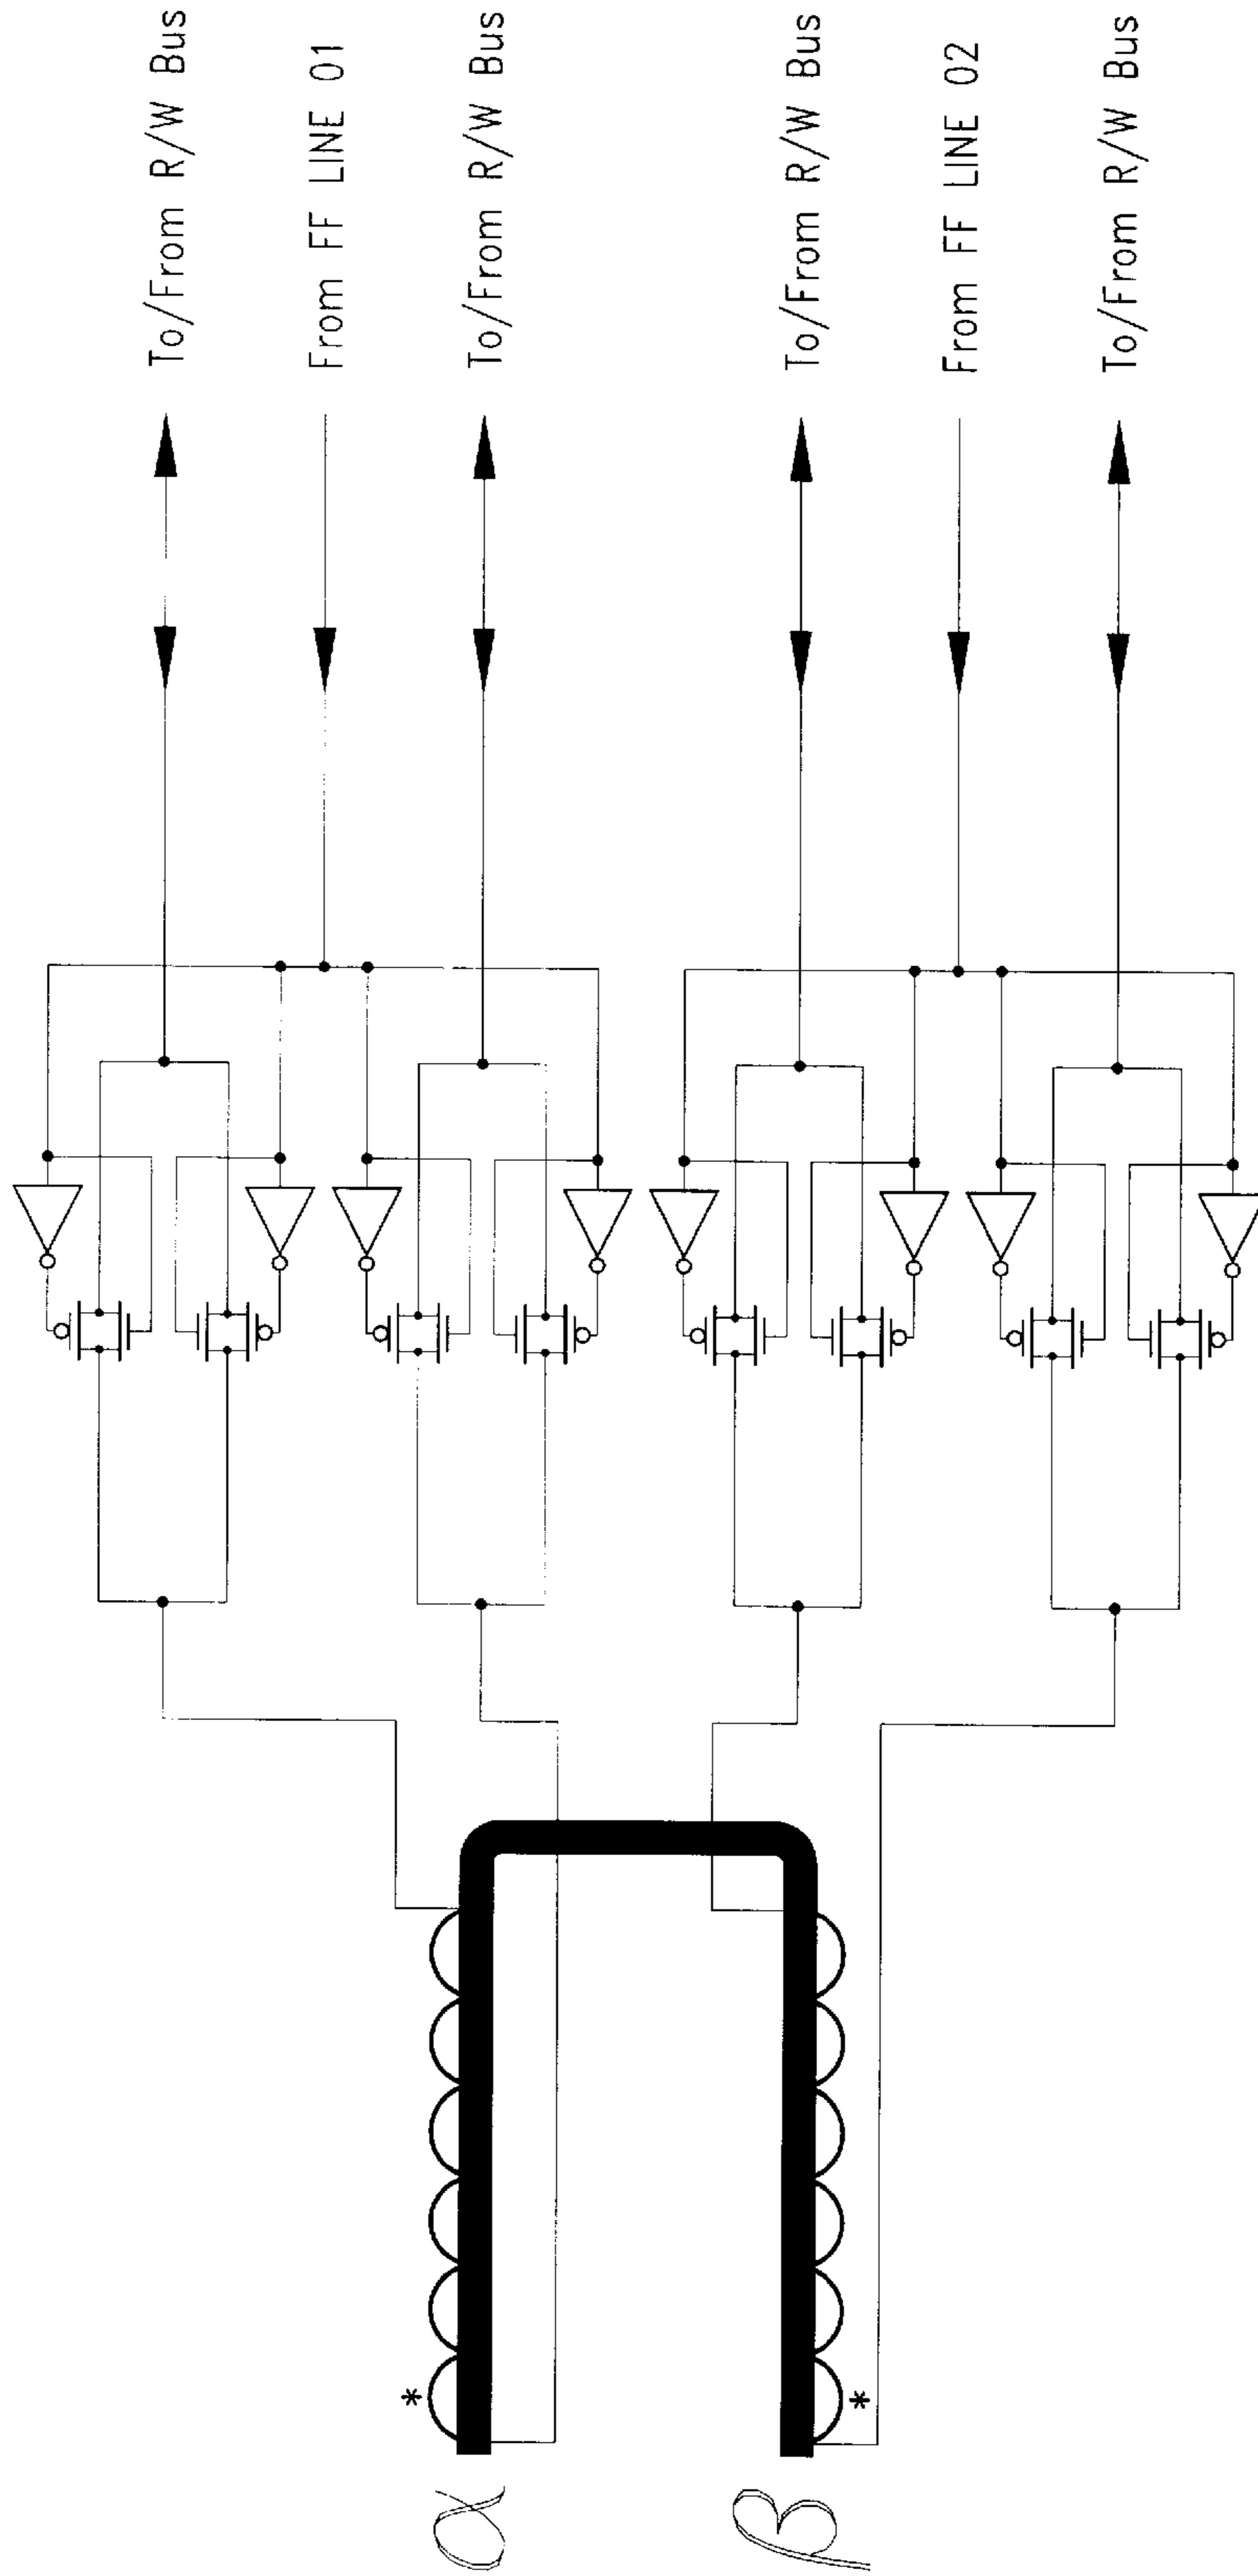 To/From R/W Bus
From FF LINE 01
To/From R/W Bus
To/From R/W Bus
From FF LINE 02
To/From R/W Bus
*
*
α
β